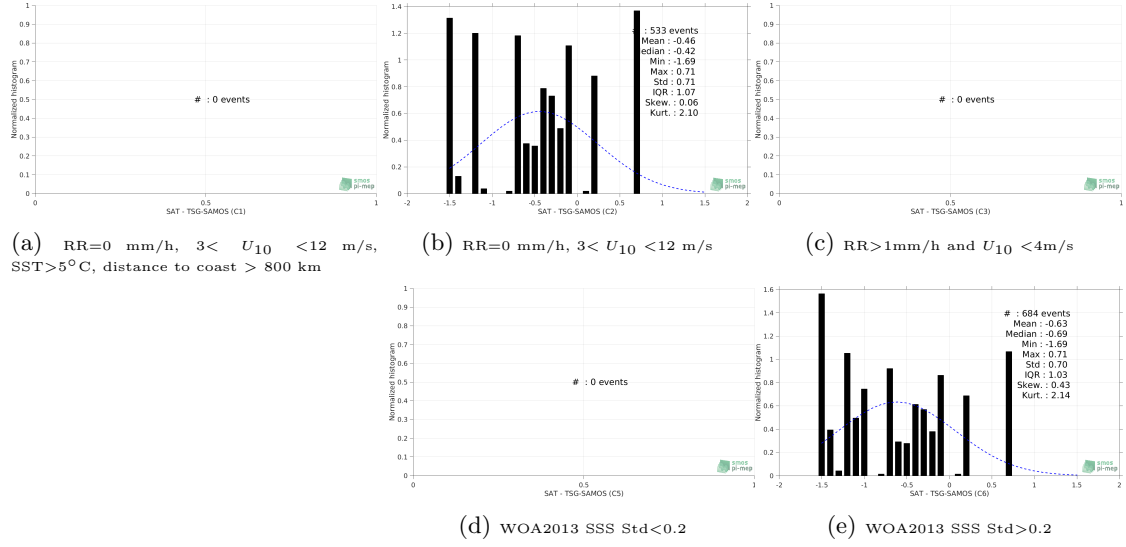 1
0.9
0.8
0.7
0.6
0.5
0.4
0.3
0.2
0.1
0
Normalized histogram
# : 0 events
smos
pi-mep
0 0.5 1
SAT - TSG-SAMOS (C1)
(a) RR=0 mm/h, 3< U10 <12 m/s,
SST>5°C, distance to coast > 800 km
1.4
1.2
1
0.8
0.6
0.4
0.2
0
Normalized histogram
# : 533 events
Mean : -0.46
edian : -0.42
Min : -1.69
Max : 0.71
Std : 0.71
IQR : 1.07
Skew. : 0.06
Kurt. : 2.10
smos
pi-mep
-2 -1.5 -1 -0.5 0 0.5 1 1.5 2
SAT - TSG-SAMOS (C2)
(b) RR=0 mm/h, 3< U10 <12 m/s
1
0.9
0.8
0.7
0.6
0.5
0.4
0.3
0.2
0.1
0
Normalized histogram
# : 0 events
smos
pi-mep
0 0.5 1
SAT - TSG-SAMOS (C3)
(c) RR>1mm/h and U10 <4m/s
1
0.9
0.8
0.7
0.6
0.5
0.4
0.3
0.2
0.1
0
Normalized histogram
# : 0 events
smos
pi-mep
0 0.5 1
SAT - TSG-SAMOS (C5)
(d) WOA2013 SSS Std<0.2
1.6
1.4
1.2
1
0.8
0.6
0.4
0.2
0
Normalized histogram
# : 684 events
Mean : -0.63
Median : -0.69
Min : -1.69
Max : 0.71
Std : 0.70
IQR : 1.03
Skew. : 0.43
Kurt. : 2.14
smos
pi-mep
-2 -1.5 -1 -0.5 0 0.5 1 1.5 2
SAT - TSG-SAMOS (C6)
(e) WOA2013 SSS Std>0.2